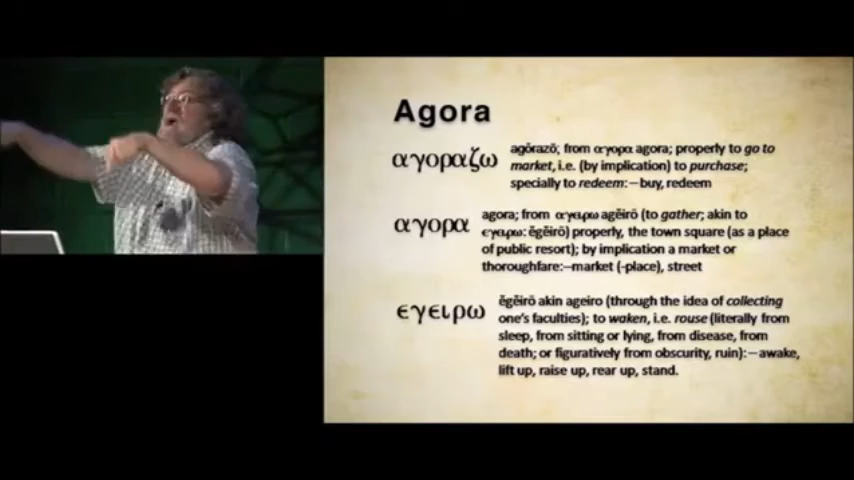 Agora
αγοραζω
agŏrazō; from αγορα agora; properly to go to
market, i.e. (by implication) to purchase;
specially to redeem:—buy, redeem
αγορα
agora; from αγειρω agĕirō (to gather; akin to
εγειρω: ĕgĕirō) properly, the town square (as a place
of public resort); by implication a market or
thoroughfare:—market (-place), street
εγειρω
ĕgĕirō akin ageiro (through the idea of collecting
one's faculties); to waken, i.e. rouse (literally from
sleep, from sitting or lying, from disease, from
death; or figuratively from obscurity, ruin):—awake,
lift up, raise up, rear up, stand.